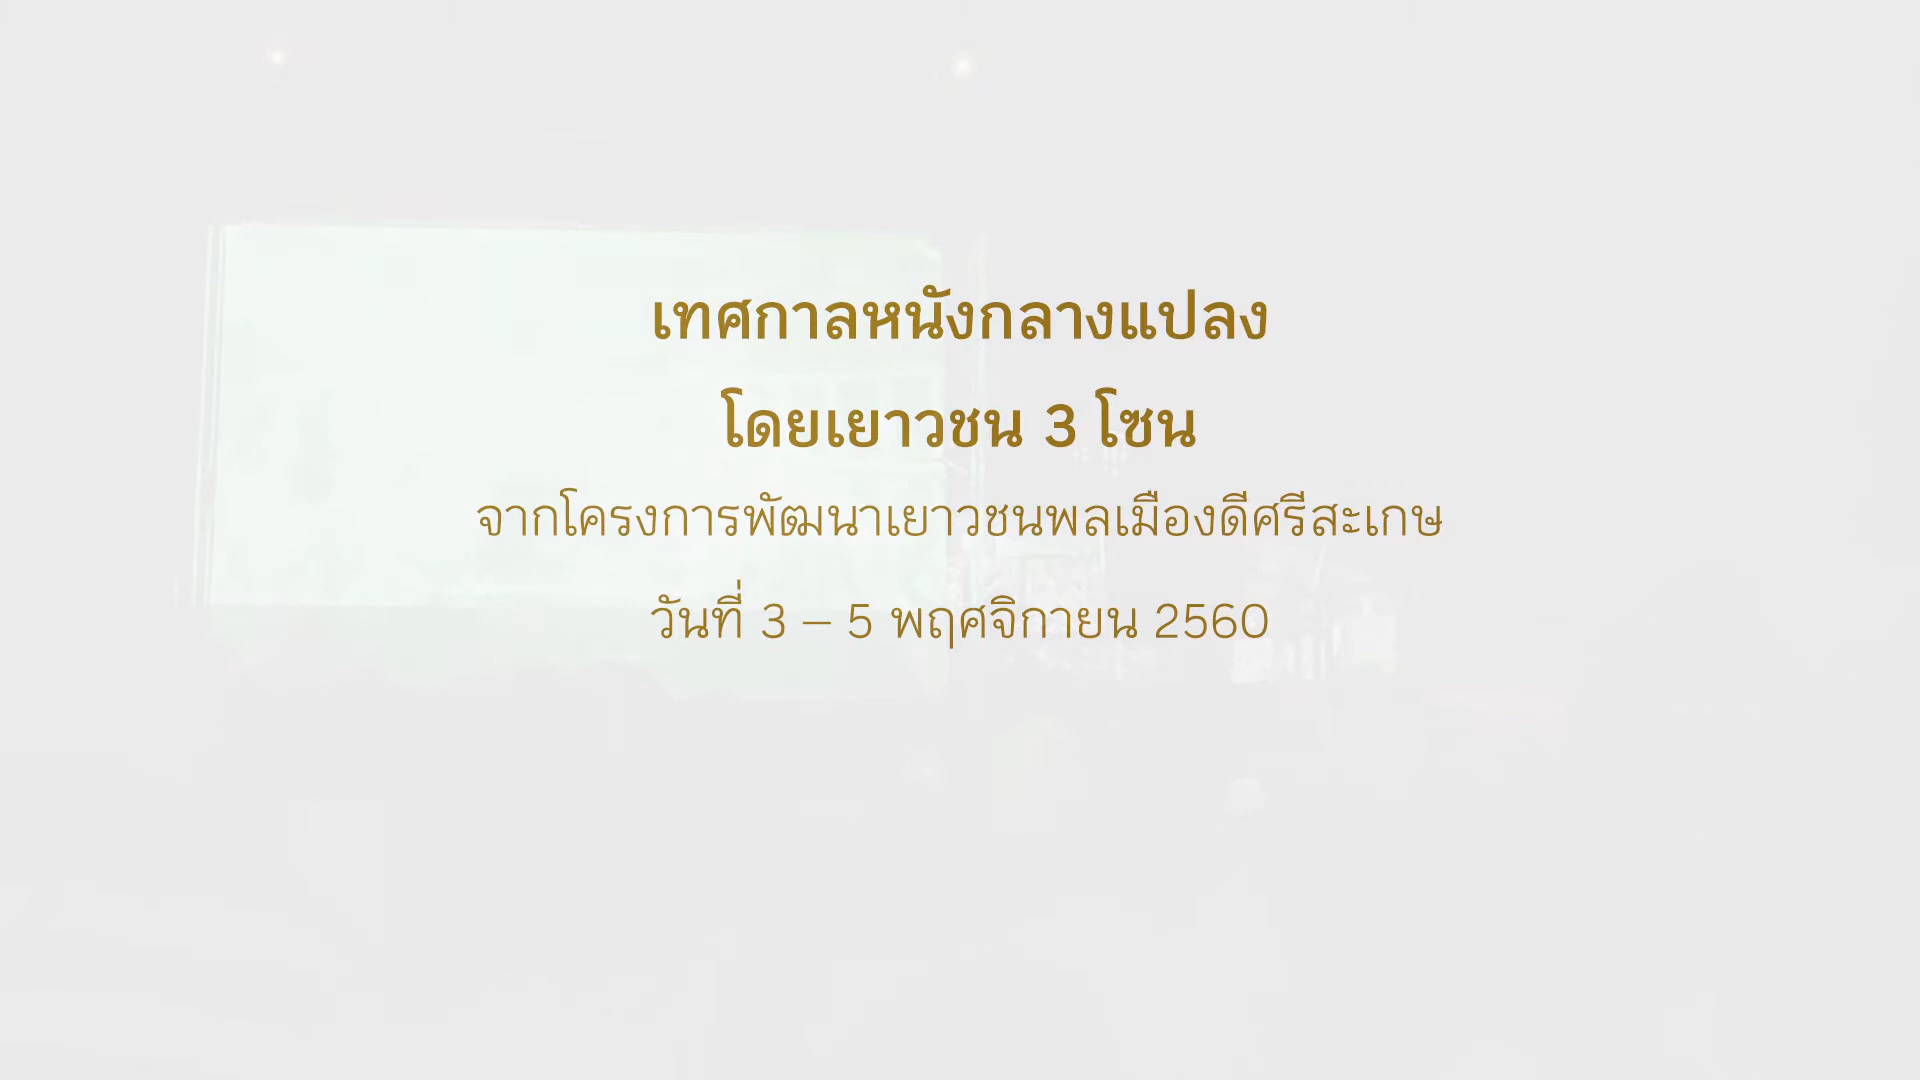 เทศกาลหนังกลางแปลง
โดยเยาวชน 3 โซน
จากโครงการพัฒนาเยาวชนพลเมืองดีศรีสะเกษ
วันที่ 3 – 5 พฤศจิกายน 2560